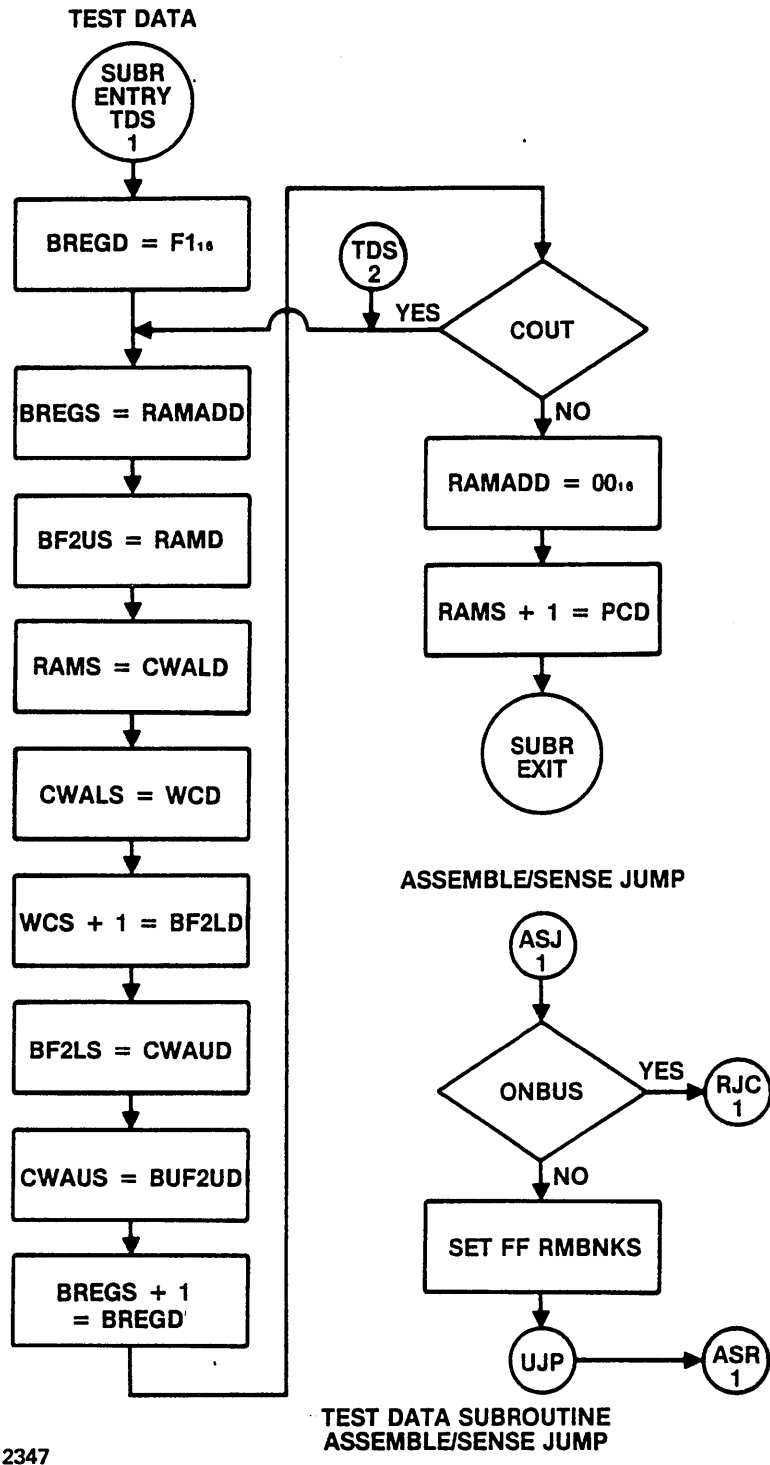 TEST DATA
SUBR
ENTRY
TDS
1
BREGD = F1₁₆
BREGS = RAMADD
BF2US = RAMD
RAMS = CWALD
CWALS = WCD
WCS + 1 = BF2LD
BF2LS = CWAUD
CWAUS = BUF2UD
BREGS + 1
= BREGD
TDS
2
YES
COUT
NO
RAMADD = 00₁₆
RAMS + 1 = PCD
SUBR
EXIT
ASSEMBLE/SENSE JUMP
ASJ
1
ONBUS
YES
RJC
1
NO
SET FF RMBNKS
UJP
ASR
1
TEST DATA SUBROUTINE
ASSEMBLE/SENSE JUMP
2347